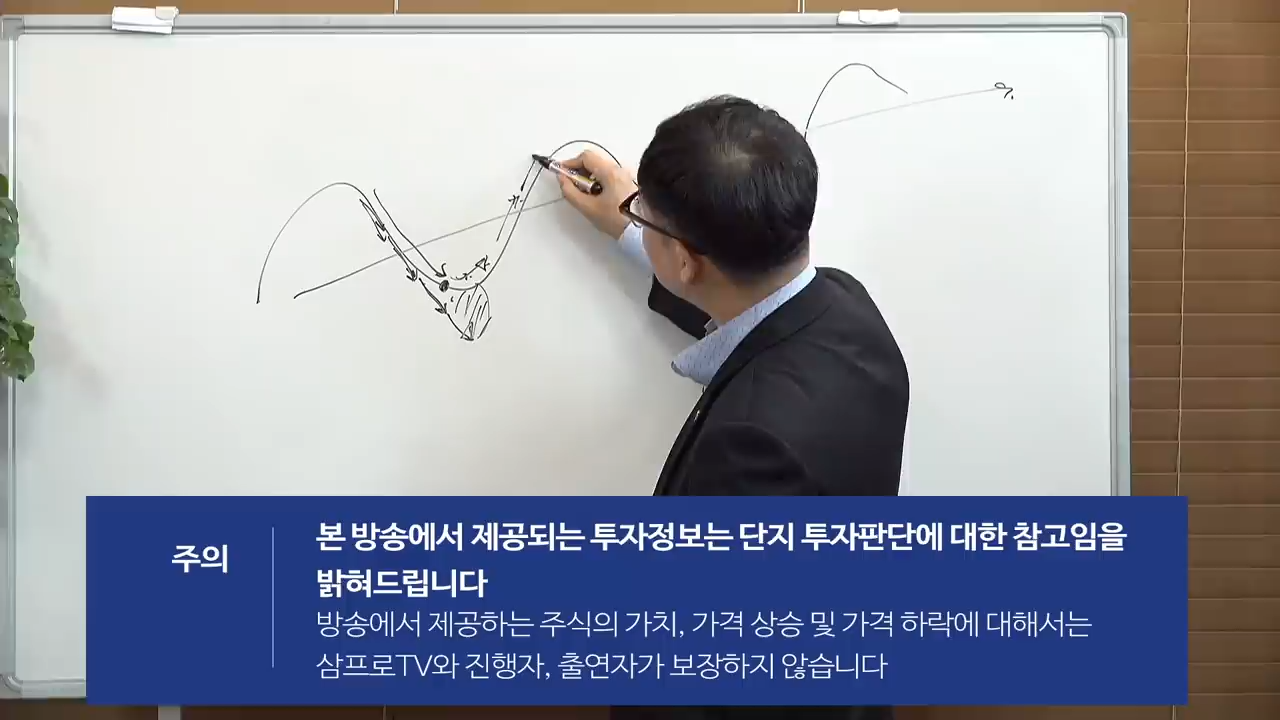 주의
본 방송에서 제공되는 투자정보는 단지 투자판단에 대한 참고임을
밝혀드립니다
방송에서 제공하는 주식의 가치, 가격 상승 및 가격 하락에 대해서는
삼프로TV와 진행자, 출연자가 보장하지 않습니다